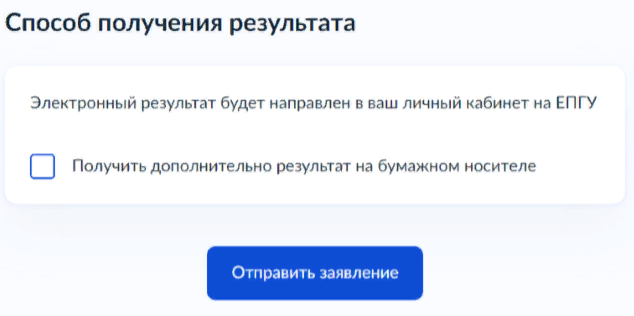 Способ получения результата
Электронный результат будет направлен в ваш личный кабинет на ЕПГУ
Получить дополнительно результат на бумажном носителе
Отправить заявление